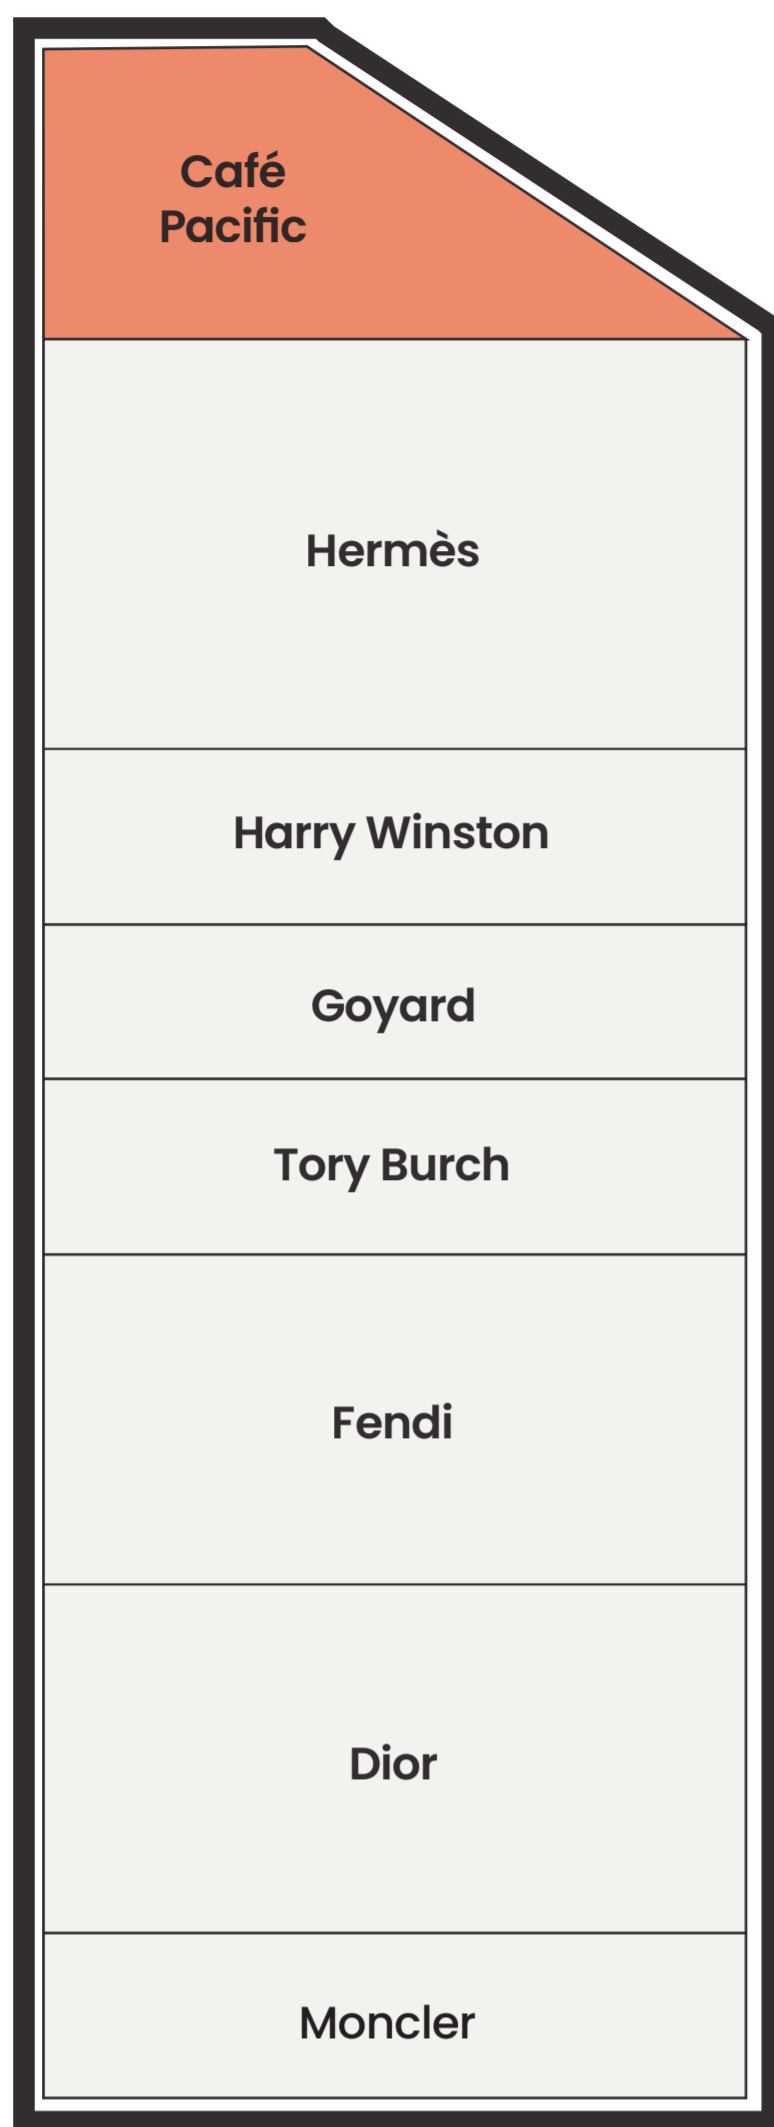 Café
Pacific
Hermès
Harry Winston
Goyard
Tory Burch
Fendi
Dior
Moncler